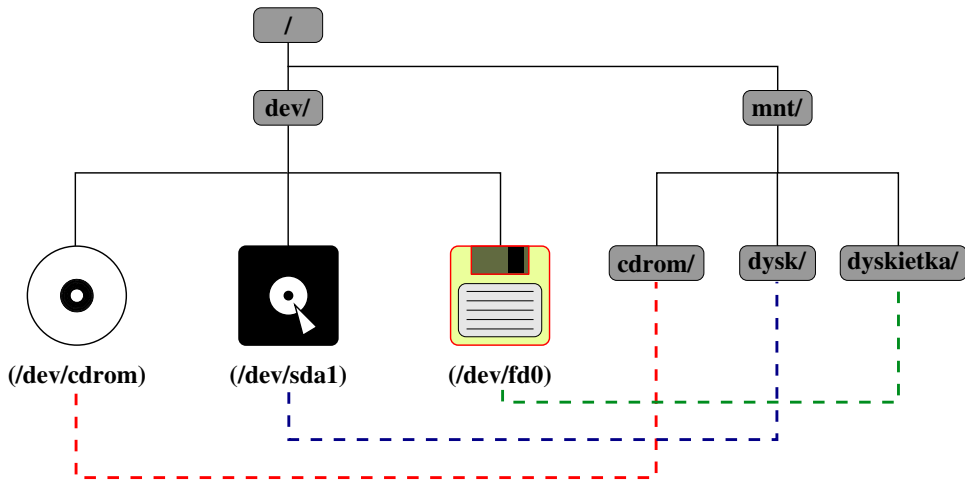 /
dev/
mnt/
cdrom/
dysk/
dyskietka/
(/dev/cdrom)
(/dev/sda1)
(/dev/fd0)